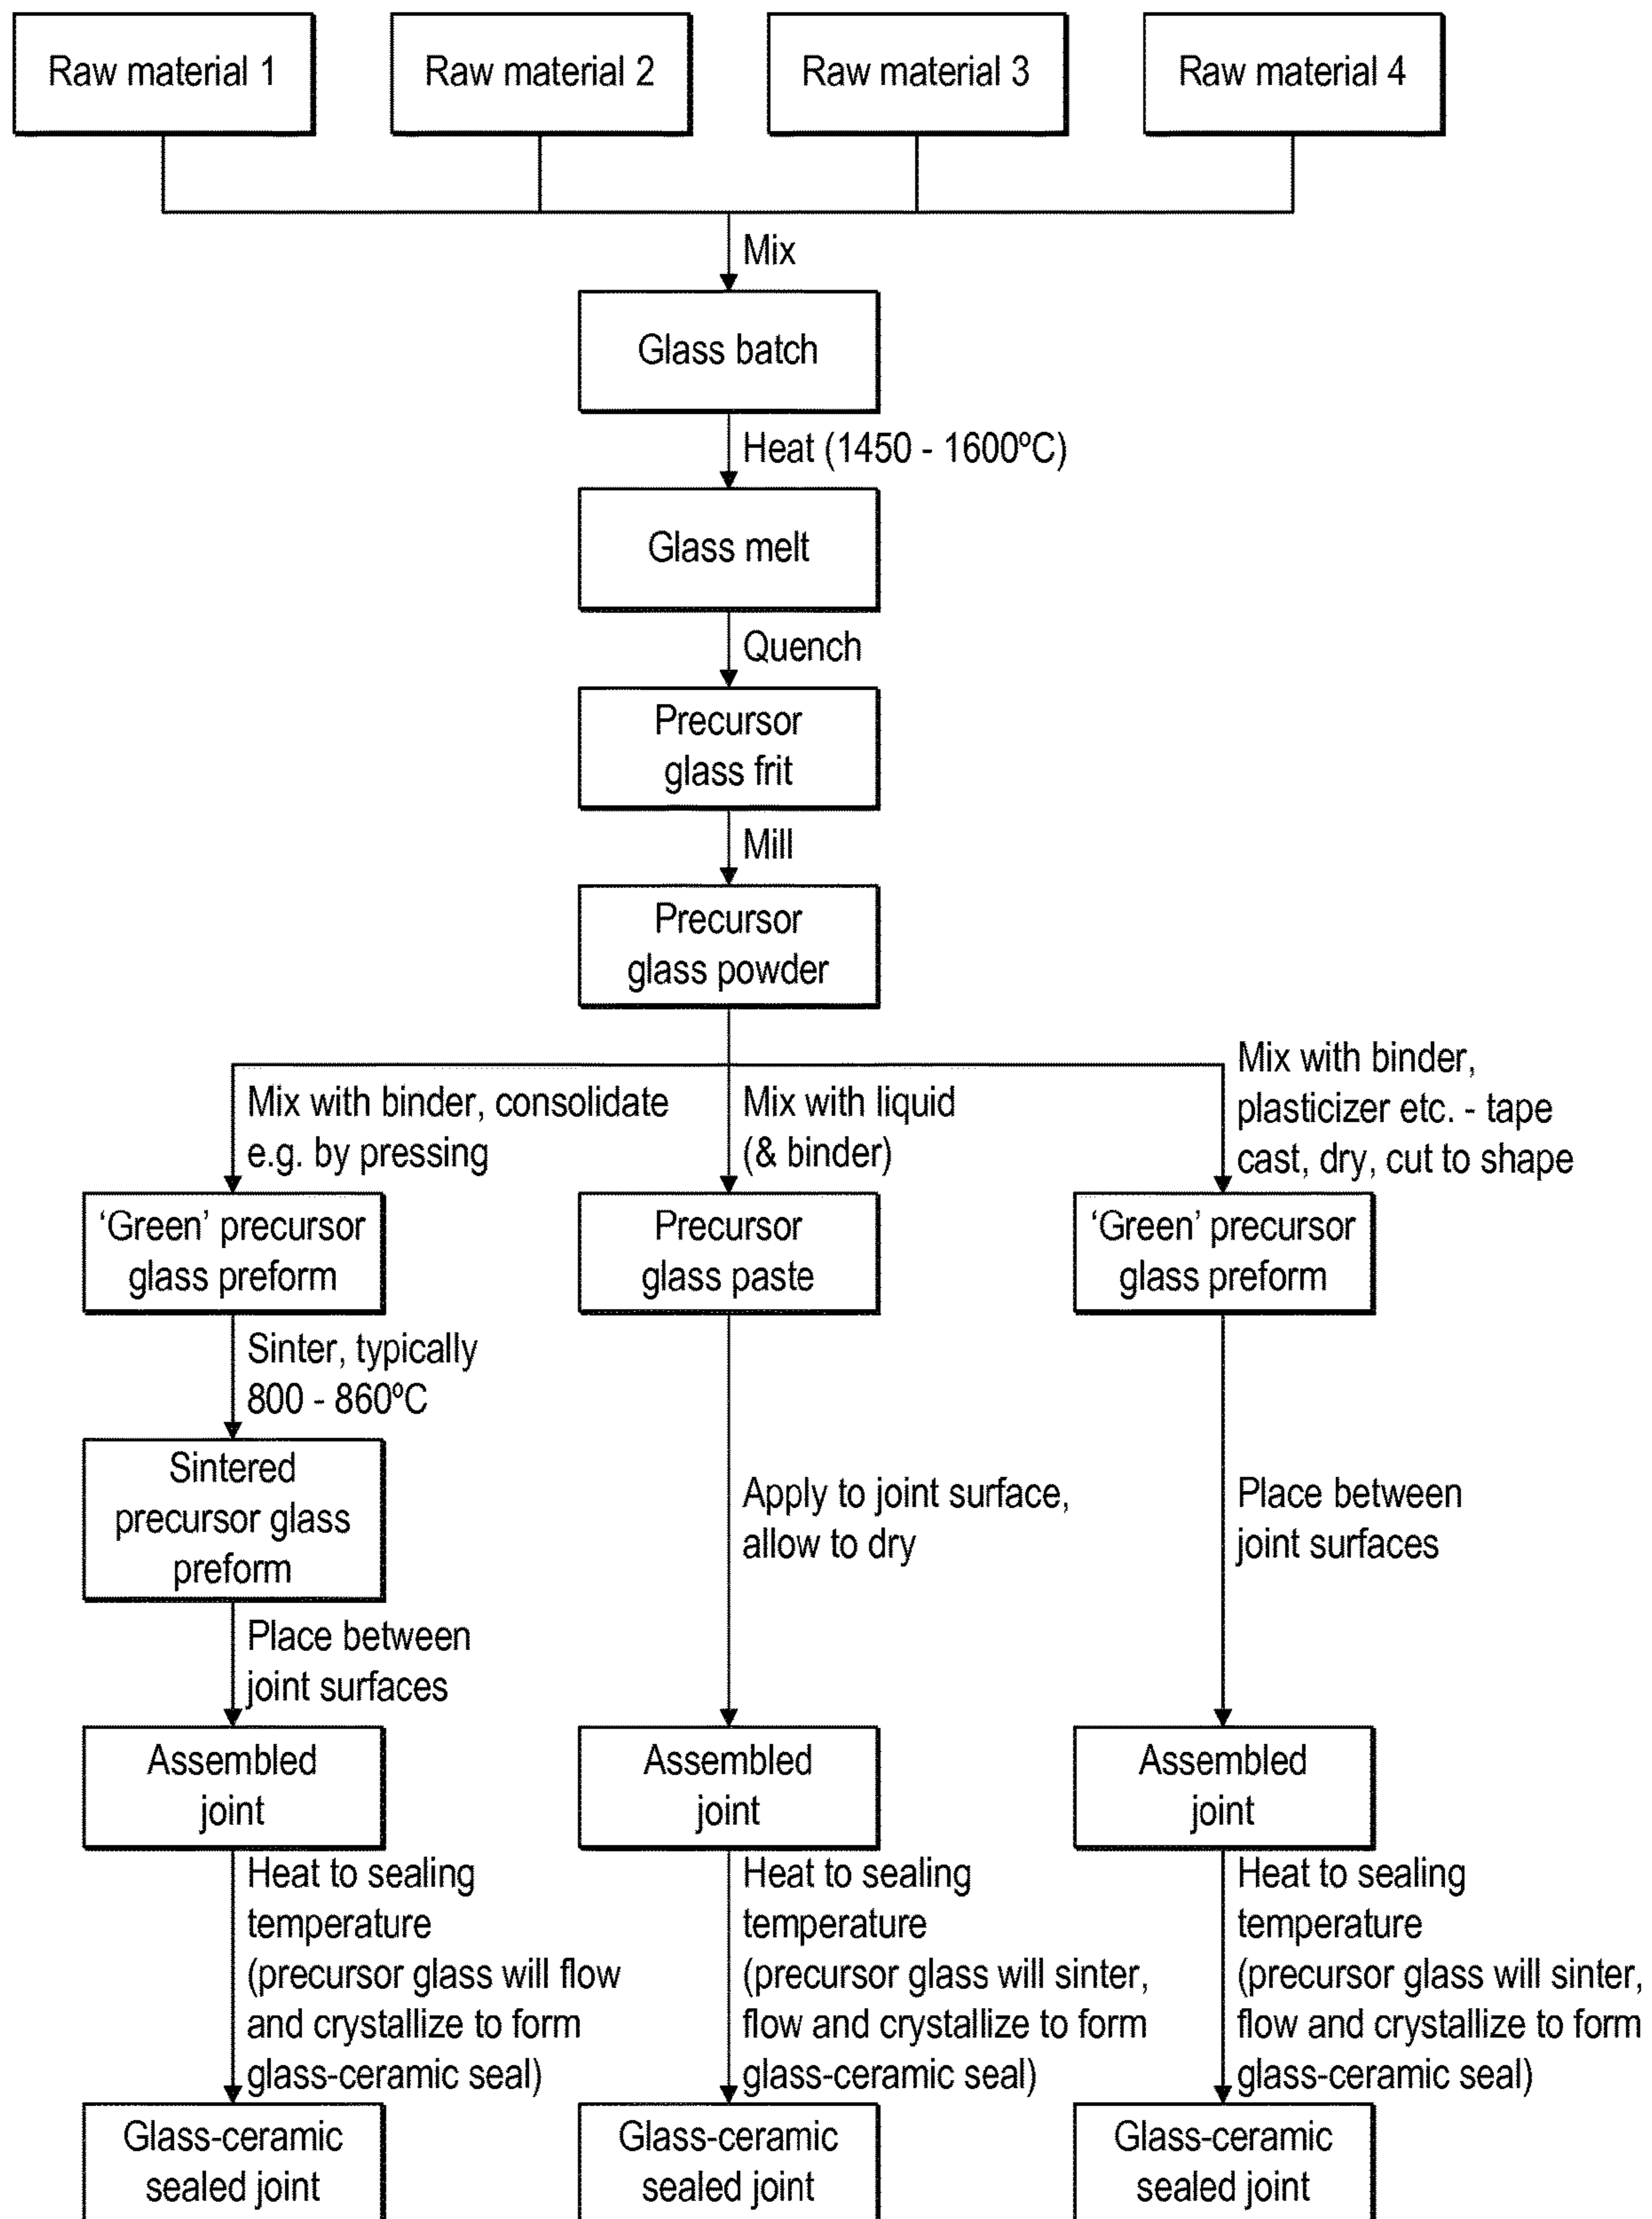 Raw material 1
Raw material 2
Raw material 3
Raw material 4
Mix
Glass batch
Heat (1450 - 1600ºC)
Glass melt
Quench
Precursor
glass frit
Mill
Precursor
glass powder
Mix with binder, consolidate
e.g. by pressing
Mix with liquid
(& binder)
Mix with binder,
plasticizer etc. - tape
cast, dry, cut to shape
‘Green’ precursor
glass preform
Precursor
glass paste
‘Green’ precursor
glass preform
Sinter, typically
800 - 860ºC
Sintered
precursor glass
preform
Apply to joint surface,
allow to dry
Place between
joint surfaces
Place between
joint surfaces
Assembled
joint
Assembled
joint
Assembled
joint
Heat to sealing
temperature
(precursor glass will flow
and crystallize to form
glass-ceramic seal)
Heat to sealing
temperature
(precursor glass will sinter,
flow and crystallize to form
glass-ceramic seal)
Heat to sealing
temperature
(precursor glass will sinter,
flow and crystallize to form
glass-ceramic seal)
Glass-ceramic
sealed joint
Glass-ceramic
sealed joint
Glass-ceramic
sealed joint